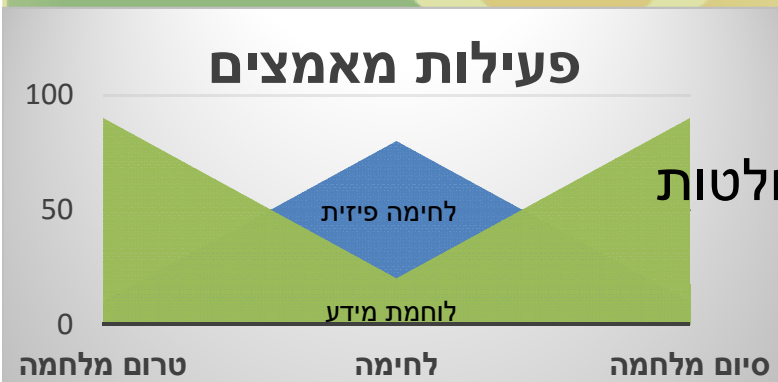 פעילות מאמצים
100
50
0
לחימה פיזית
לוחמת מידע
טרום מלחמה
לחימה
סיום מלחמה